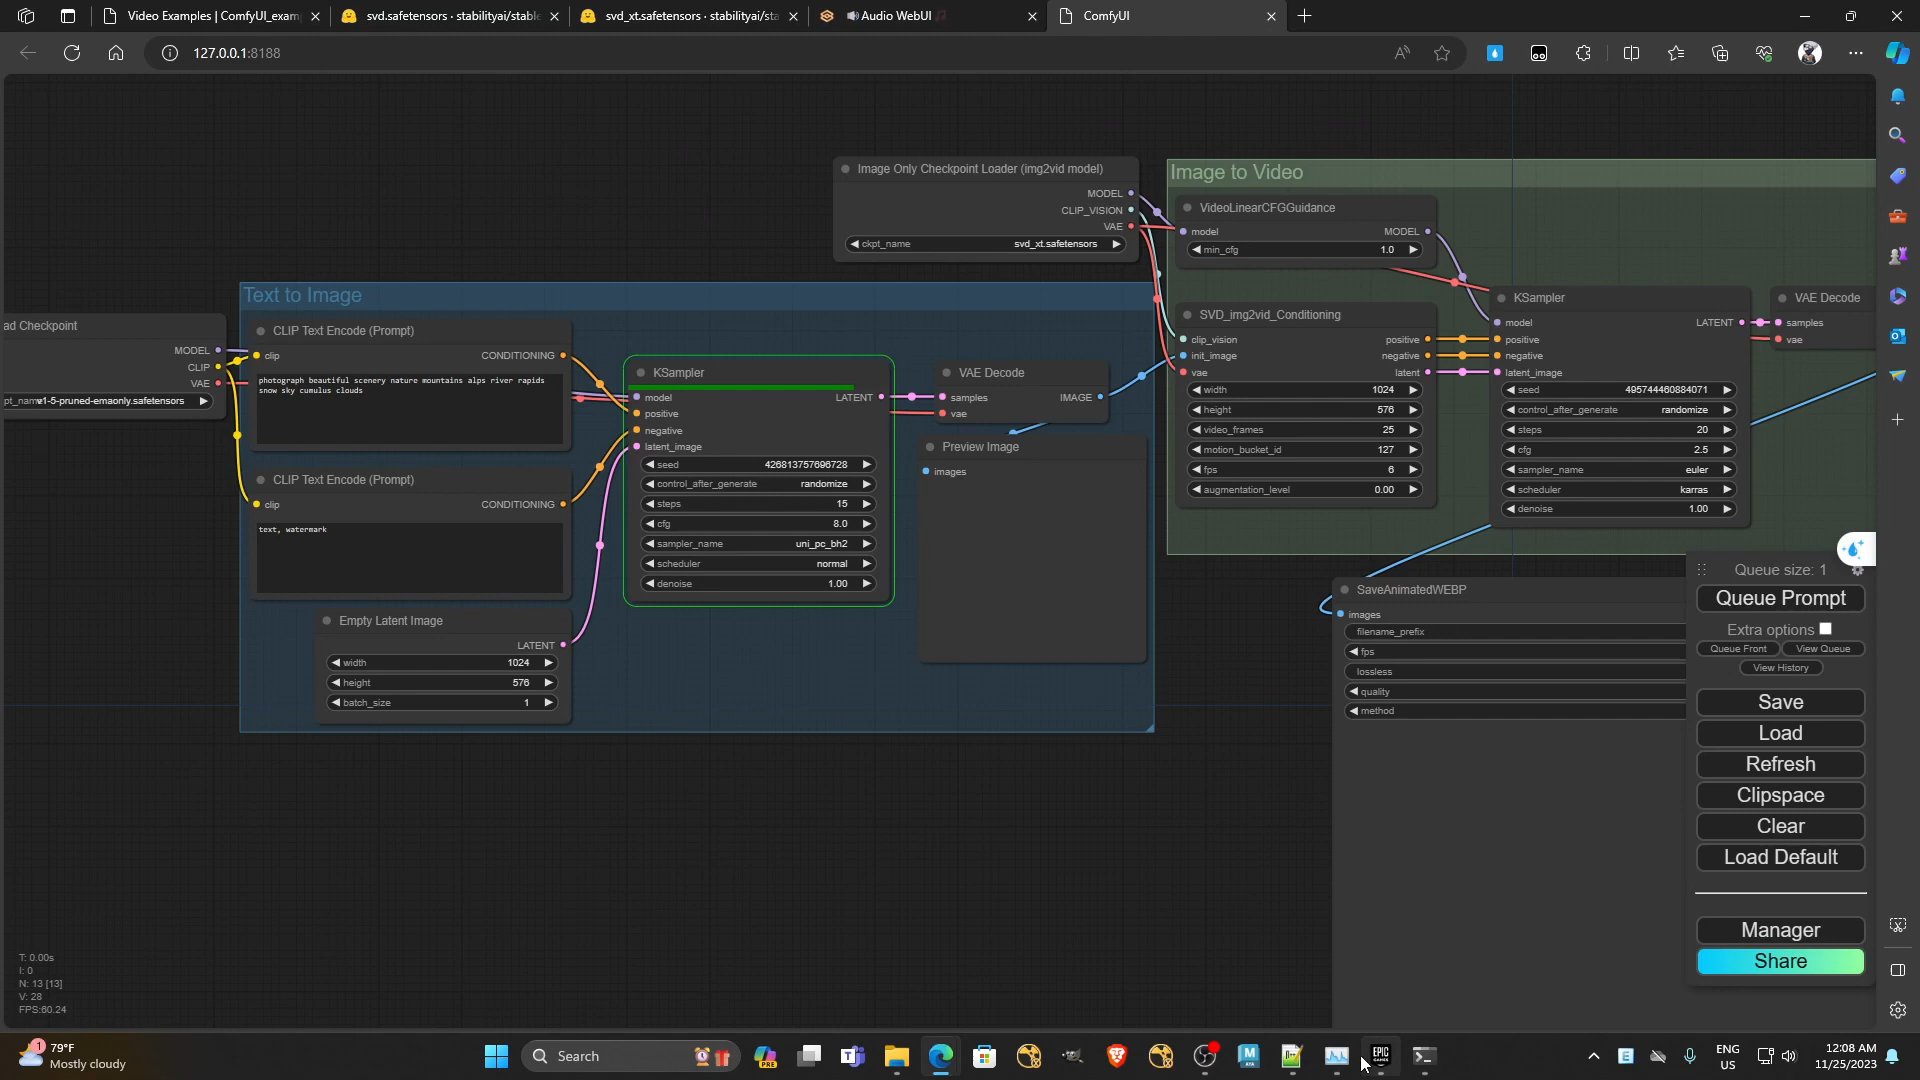 Video Examples | ComfyUI_exam
svd.safetensors · stabilityai/stable
svd_xt.safetensors · stabilityai/sta
Audio WebUI
ComfyUI
127.0.0.1:8188
Image Only Checkpoint Loader (img2vid model)
MODEL
CLIP_VISION
VAE
ckpt_name svd_xt.safetensors
Image to Video
VideoLinearCFGGuidance
model MODEL
min_cfg 1.0
SVD_img2vid_Conditioning
clip_vision positive
init_image negative
vae latent
width 1024
height 576
video_frames 25
motion_bucket_id 127
fps 6
augmentation_level 0.00
KSampler
model LATENT
positive
negative
latent_image
seed 495744460884071
control_after_generate randomize
steps 20
cfg 2.5
sampler_name euler
scheduler karras
denoise 1.00
VAE Decode
samples
vae
ad Checkpoint
MODEL
CLIP
VAE
pt_name v1-5-pruned-emaonly.safetensors
Text to Image
CLIP Text Encode (Prompt)
clip CONDITIONING
photograph beautiful scenery nature mountains alps river rapids
snow sky cumulus clouds
CLIP Text Encode (Prompt)
clip CONDITIONING
text, watermark
Empty Latent Image
LATENT
width 1024
height 576
batch_size 1
KSampler
model LATENT
positive
negative
latent_image
seed 426813757696728
control_after_generate randomize
steps 15
cfg 8.0
sampler_name uni_pc_bh2
scheduler normal
denoise 1.00
VAE Decode
samples IMAGE
vae
Preview Image
images
SaveAnimatedWEBP
images
filename_prefix
fps
lossless
quality
method
Queue size: 1
Queue Prompt
Extra options
Queue Front View Queue
View History
Save
Load
Refresh
Clipspace
Clear
Load Default
Manager
Share
T: 0.00s
I: 0
N: 13 [13]
V: 28
FPS:60.24
1
79°F
Mostly cloudy
Search
PRE
EPIC
GAMES
ENG
US
12:08 AM
11/25/2023